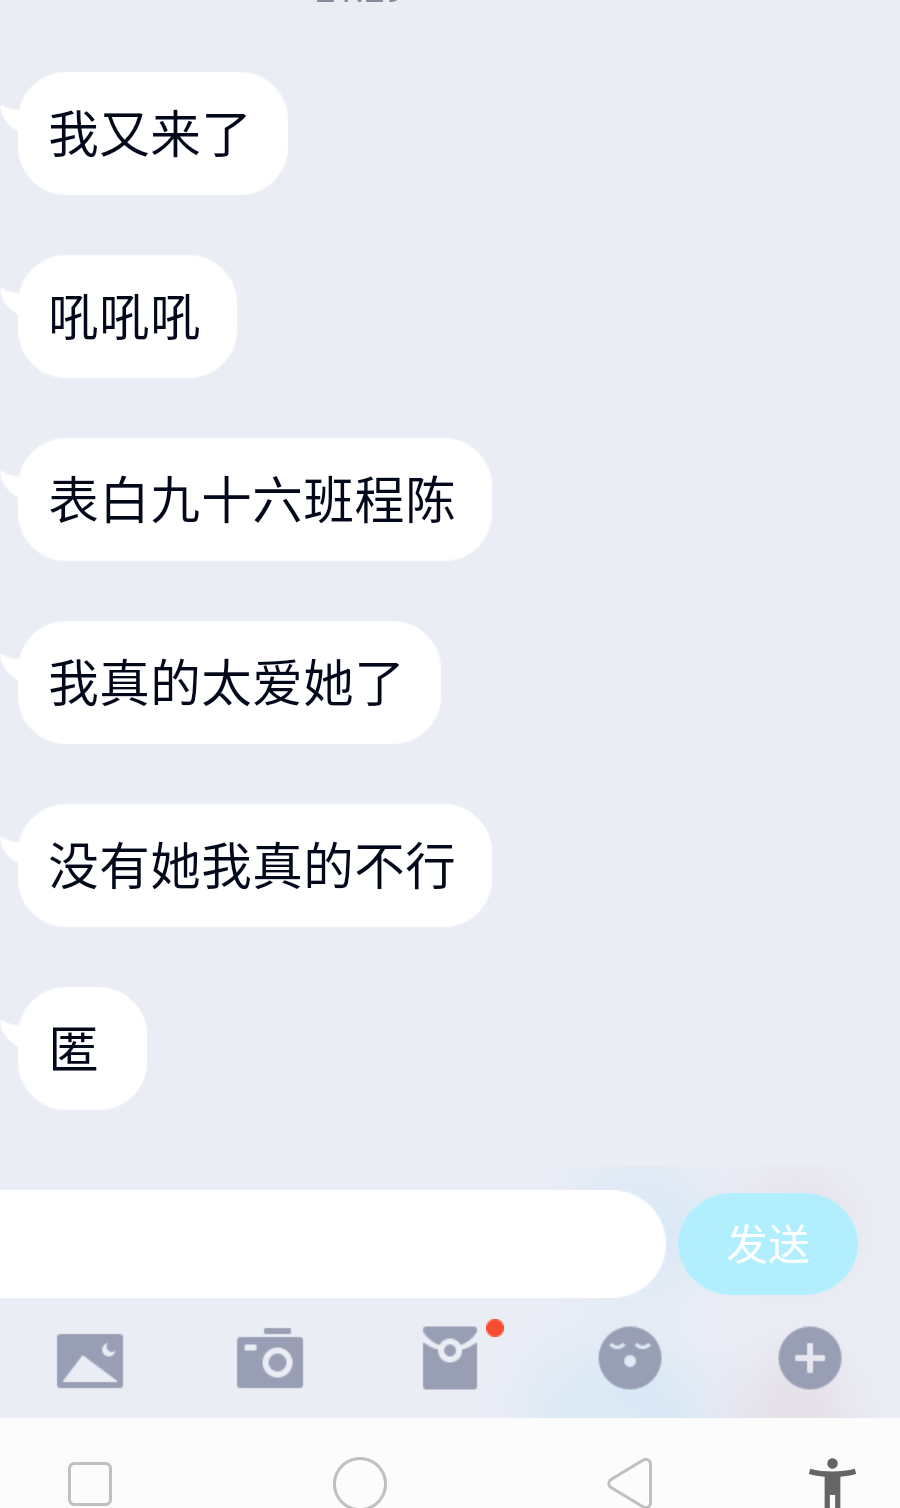 我又来了
吼吼吼
表白九十六班程陈
我真的太爱她了
没有她我真的不行
匿
发送